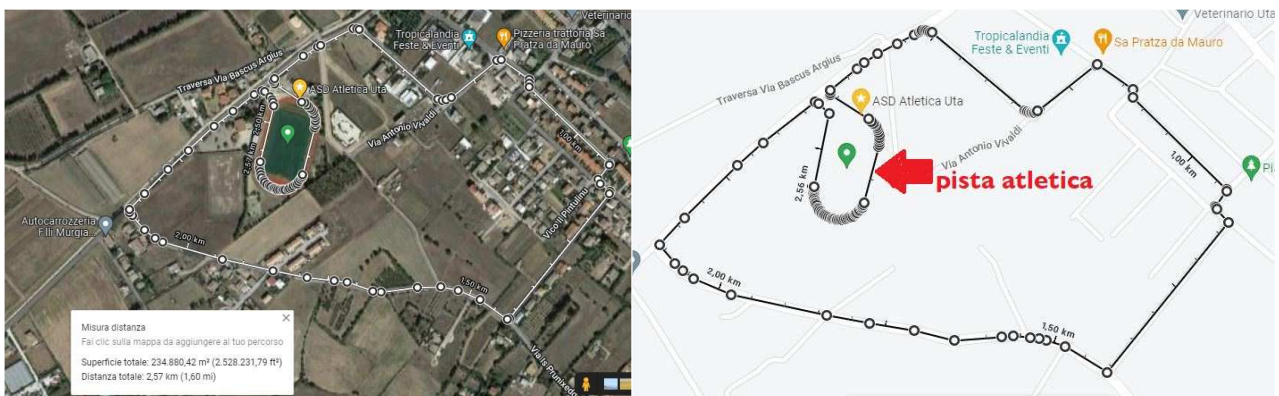 Veterinario Uta
Tropicalandia
Feste & Eventi
Pizzeria trattoria Sa
Pratza da Mauro
Traversa Via Bascus Argius
ASD Atletica Uta
2,50 km
2,57 km
Via Antonio Vivaldi
1,00 km
Autocarrozzeria
F.lli Murgia...
2,00 km
Vico II Pintulinu
1,50 km
Misura distanza
Fai clic sulla mappa da aggiungere al tuo percorso
Superficie totale: 234.880,42 m² (2.528.231,79 ft²)
Distanza totale: 2,57 km (1,60 mi)
Veterinario Uta
Tropicalandia
Feste & Eventi
Sa Pratza da Mauro
Traversa Via Bascus Argius
ASD Atletica Uta
Via Antonio Vivaldi
1,00 km
2,56 km
pista atletica
2,00 km
1,50 km